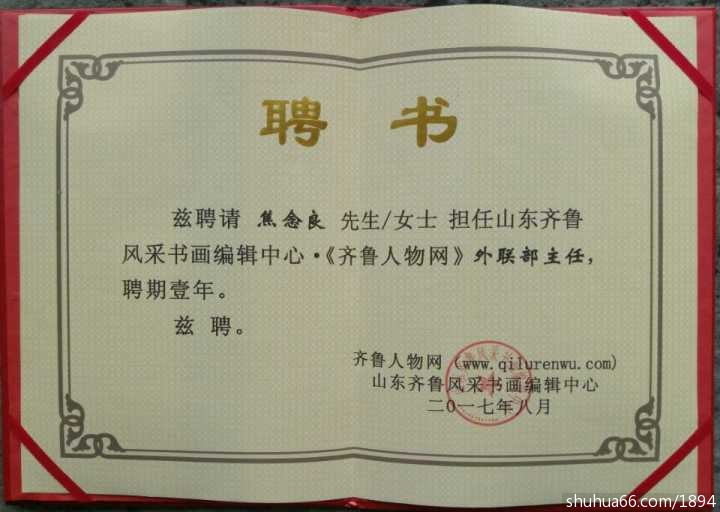 聘 书
兹聘请 焦念良 先生/女士 担任山东齐鲁
风采书画编辑中心·《齐鲁人物网》外联部主任,
聘期壹年。
兹 聘。
齐鲁人物网 (www.qilurenwu.com)
山东齐鲁风采书画编辑中心
二〇一七年八月
shuhua66.com/1894